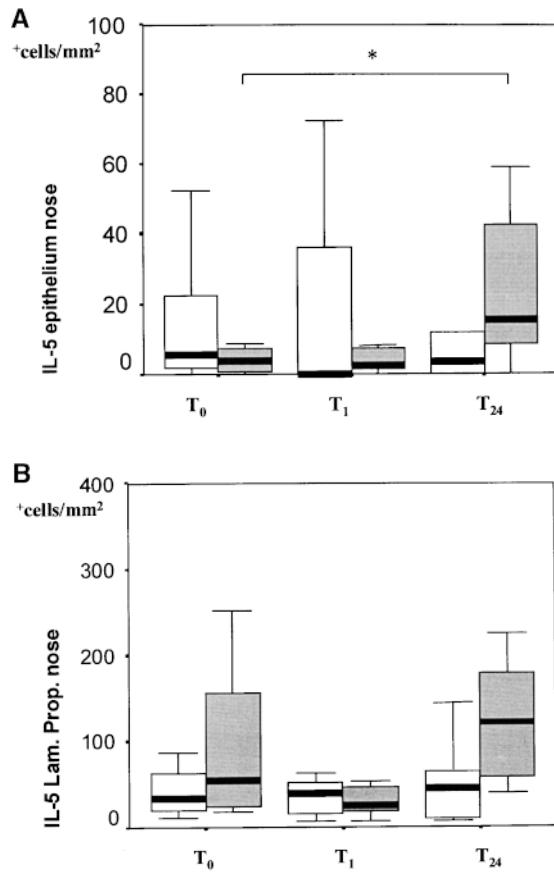 A
+cells/mm²
100
80
60
40
20
0
IL-5 epithelium nose
*
T₀ T₁ T₂₄
B
+cells/mm²
400
300
200
100
0
IL-5 Lam. Prop. nose
T₀ T₁ T₂₄